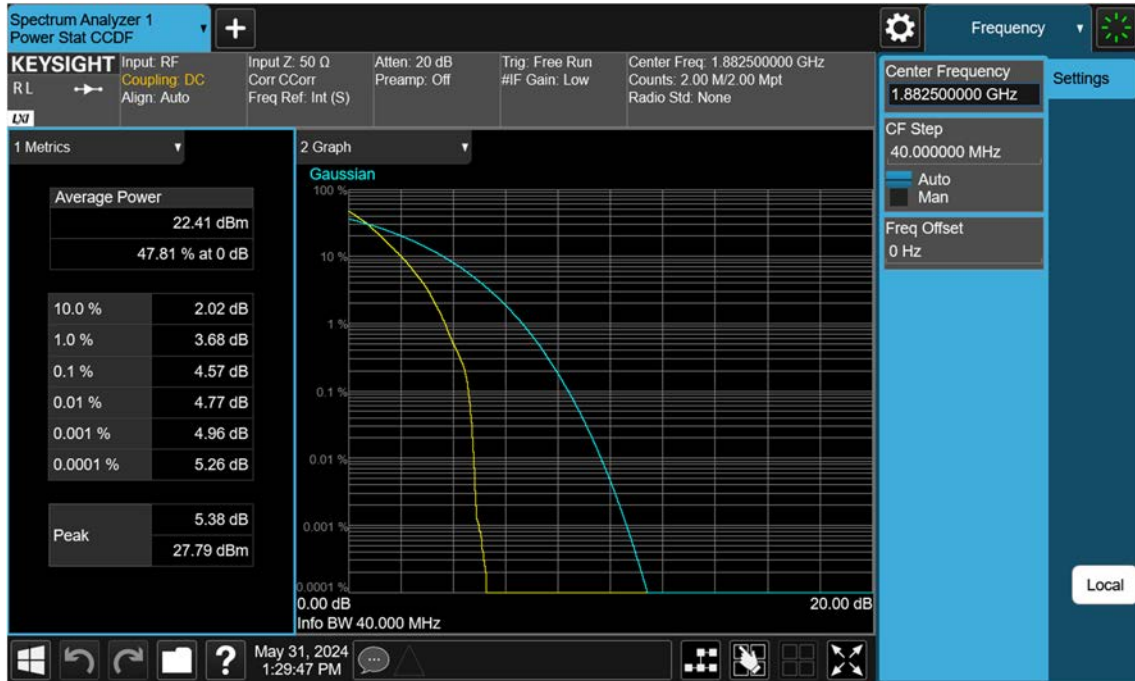 Spectrum Analyzer 1
Power Stat CCDF
Frequency
KEYSIGHT
R L
LXI
Input: RF
Coupling: DC
Align: Auto
Input Z: 50 Ω
Corr CCorr
Freq Ref: Int (S)
Atten: 20 dB
Preamp: Off
Trig: Free Run
#IF Gain: Low
Center Freq: 1.882500000 GHz
Counts: 2.00 M/2.00 Mpt
Radio Std: None
Center Frequency
1.882500000 GHz
Settings
CF Step
40.000000 MHz
Auto
Man
Freq Offset
0 Hz
Local
1 Metrics
Average Power
22.41 dBm
47.81 % at 0 dB
10.0 % 2.02 dB
1.0 % 3.68 dB
0.1 % 4.57 dB
0.01 % 4.77 dB
0.001 % 4.96 dB
0.0001 % 5.26 dB
Peak
5.38 dB
27.79 dBm
2 Graph
Gaussian
100 %
10 %
1 %
0.1 %
0.01 %
0.001 %
0.0001 %
0.00 dB 20.00 dB
Info BW 40.000 MHz
?
May 31, 2024
1:29:47 PM